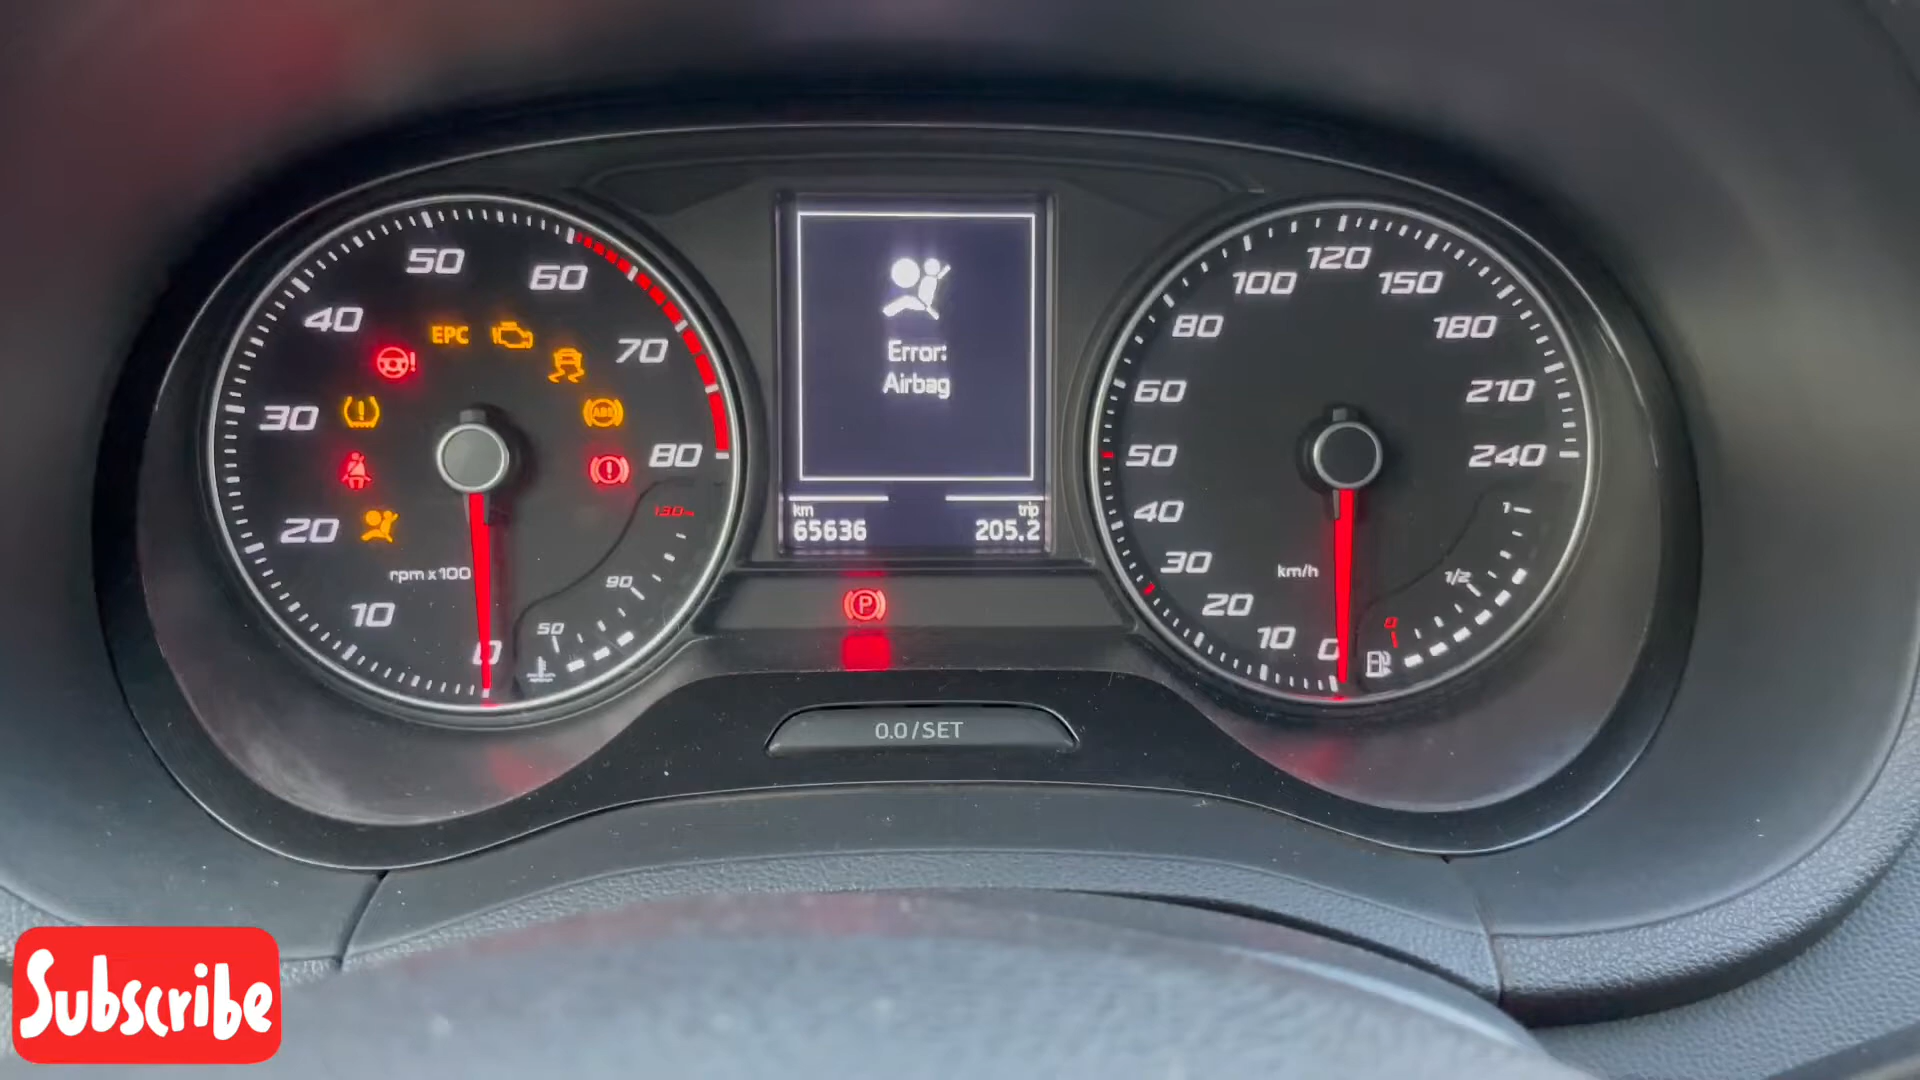 50
60
40
EPC
70
30
ABS
80
20
130
rpm x 100
90
10
50
0
Error:
Airbag
km
trip
65636
205.2
P
0.0/SET
120
100
150
80
180
60
210
50
240
40
1
30
km/h
1/2
20
0
10
0
Subscribe